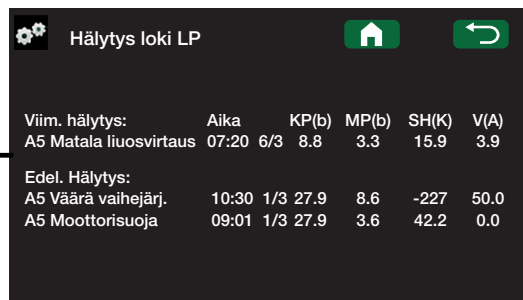 Hälytys loki LP
Viim. hälytys: Aika KP(b) MP(b) SH(K) V(A)
A5 Matala liuosvirtaus 07:20 6/3 8.8 3.3 15.9 3.9
Edel. Hälytys:
A5 Väärä vaihejärj. 10:30 1/3 27.9 8.6 -227 50.0
A5 Moottorisuoja 09:01 1/3 27.9 3.6 42.2 0.0